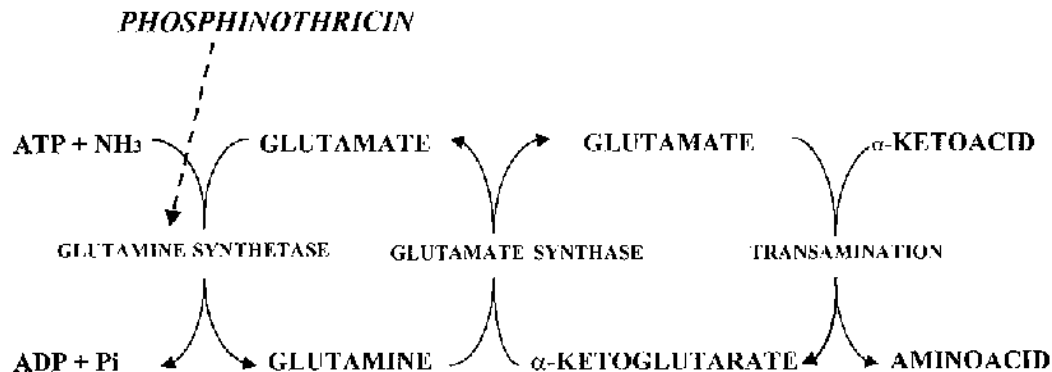 PHOSPHINOTHRICIN
ATP + NH3 GLUTAMATE GLUTAMATE α-KETOACID
GLUTAMINE SYNTHETASE GLUTAMATE SYNTHASE TRANSAMINATION
ADP + Pi GLUTAMINE α-KETOGLUTARATE AMINOACID